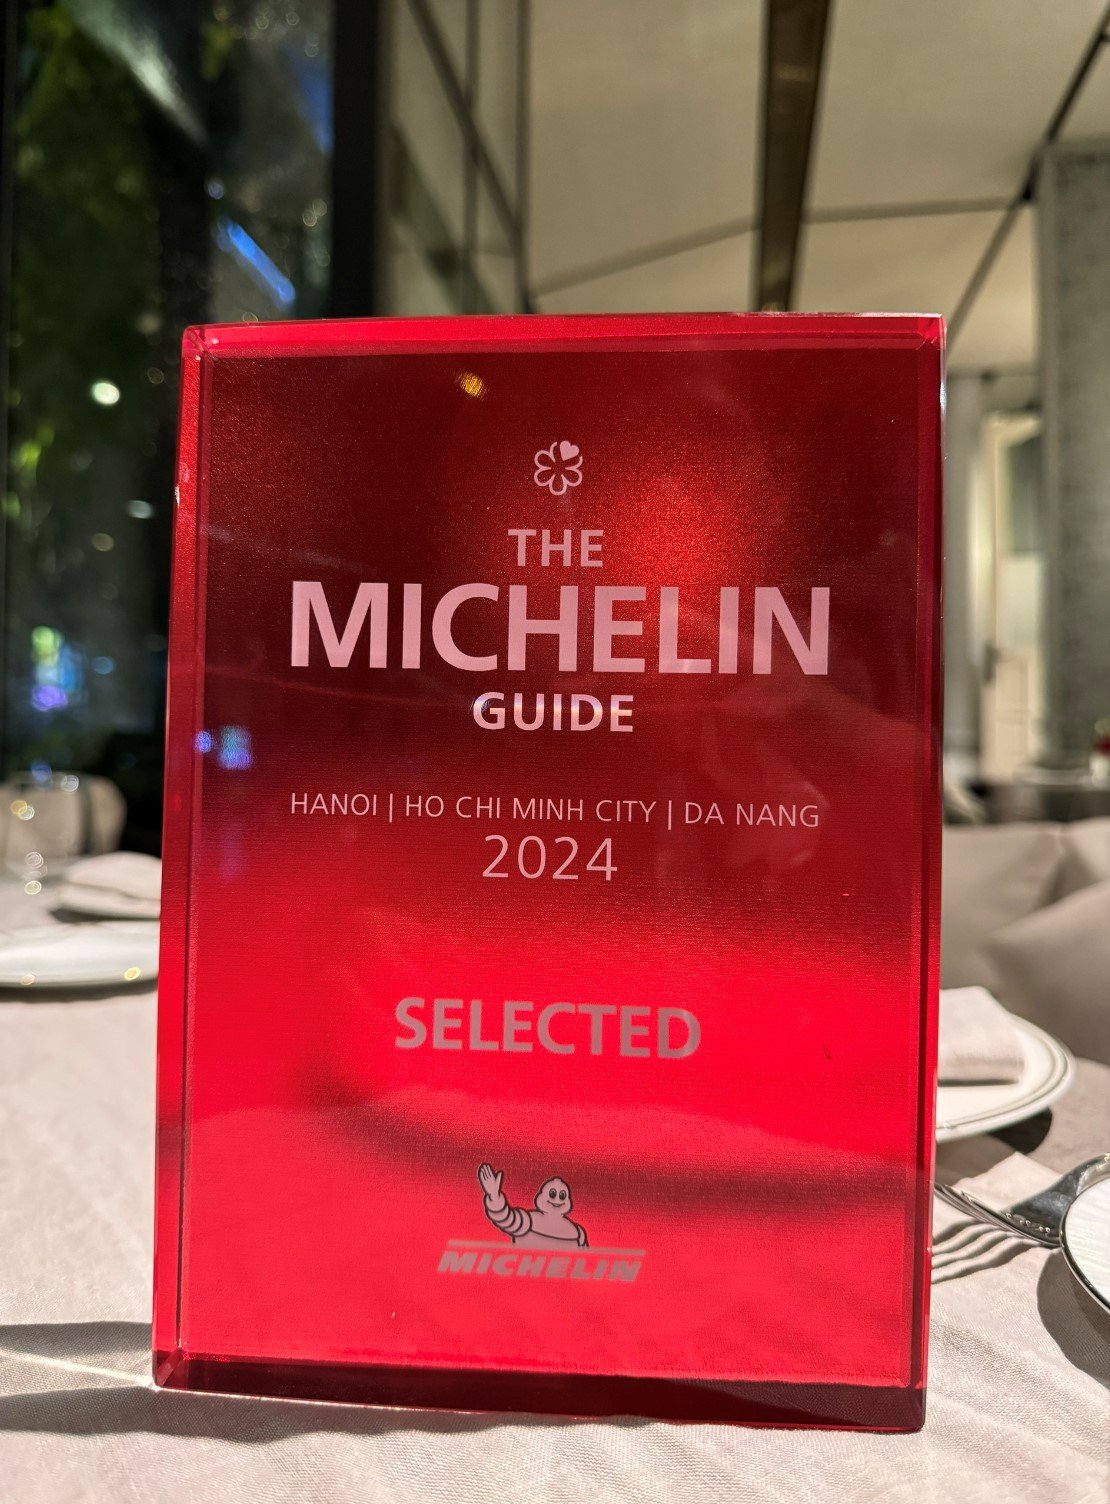 THE
MICHELIN
GUIDE
HANOI | HO CHI MINH CITY | DA NANG
2024
SELECTED
MICHELIN